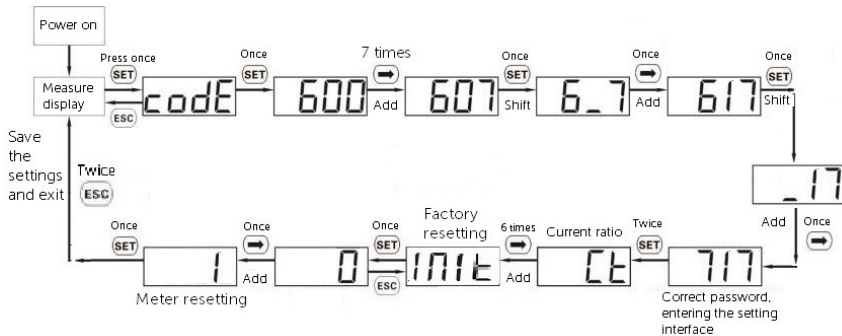 Power on
Press once
SET
Measure
display
ESC
codE
Once
SET
600
7 times
Add
607
Once
SET
Shift
6_7
Once
Add
617
Once
SET
Shift
_17
Add
Once
717
Correct password,
entering the setting
interface
Twice
SET
Current ratio
Ct
6 times
Add
Factory
resetting
INIt
Once
SET
ESC
0
Once
Add
1
Meter resetting
Once
SET
Twice
ESC
Save
the
settings
and exit